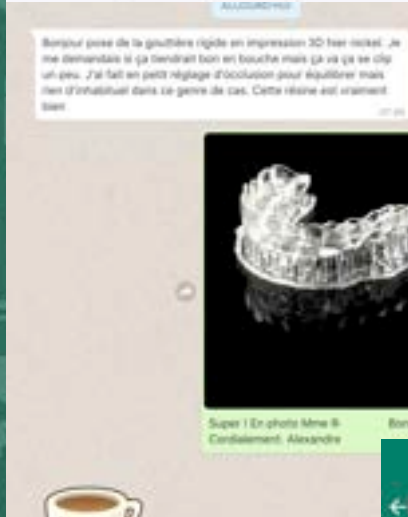 AUJOURD'HUI
Bonjour pose de la gouttière rigide en impression 3D hier nickel. Je
me demandais si ça tiendrait bon en bouche mais ça va ça se clip
un peu. J'ai fait en petit réglage d'occlusion pour équilibrer mais
rien d'inhabituel dans ce genre de cas. Cette résine est vraiment
bien
Super ! En photo Mme
Cordialement. Alexandre